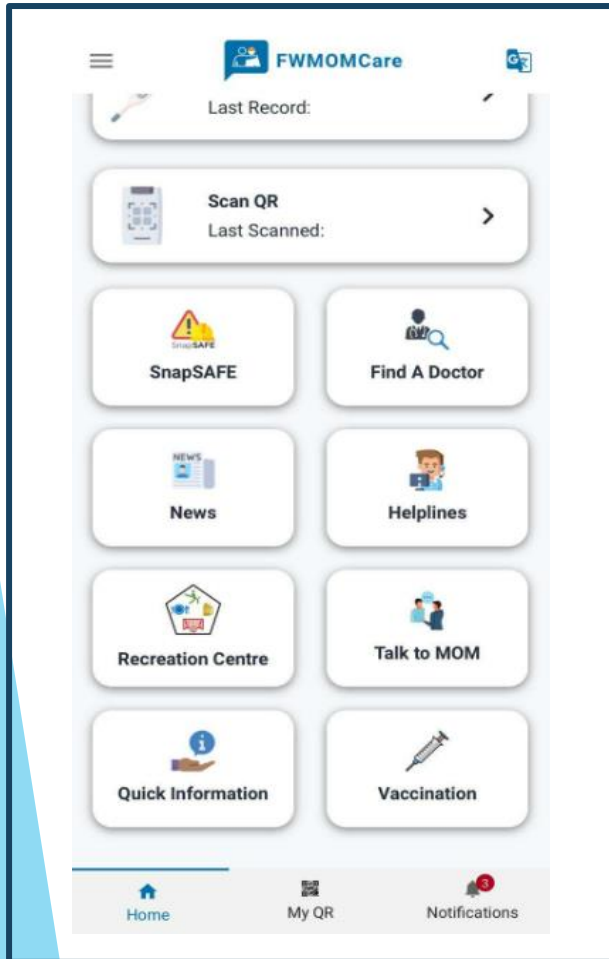 FWMOMCare
Last Record:
Scan QR
Last Scanned:
SnapSAFE
SnapSAFE
Find A Doctor
NEWS
News
Helplines
Recreation Centre
Talk to MOM
Quick Information
Vaccination
3
Home
My QR
Notifications